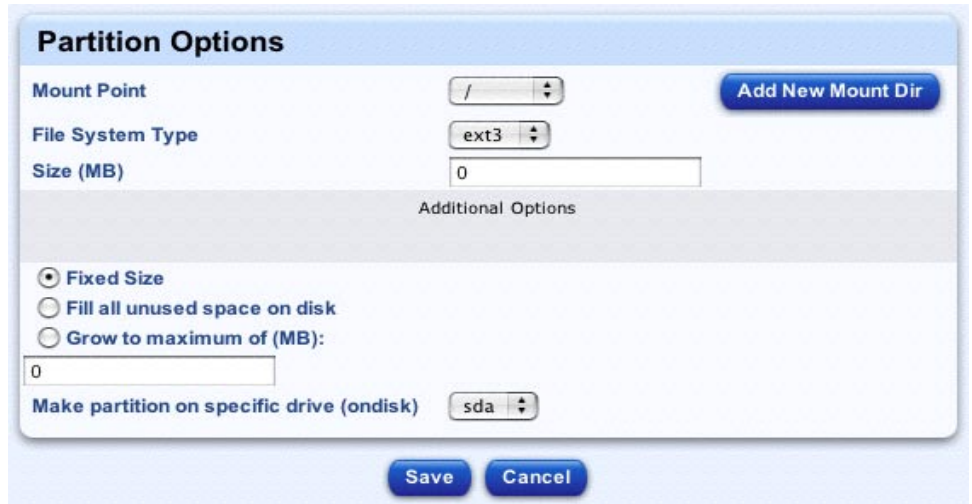 Partition Options
Mount Point / Add New Mount Dir
File System Type ext3
Size (MB) 0
Additional Options
Fixed Size
Fill all unused space on disk
Grow to maximum of (MB):
0
Make partition on specific drive (ondisk) sda
Save Cancel